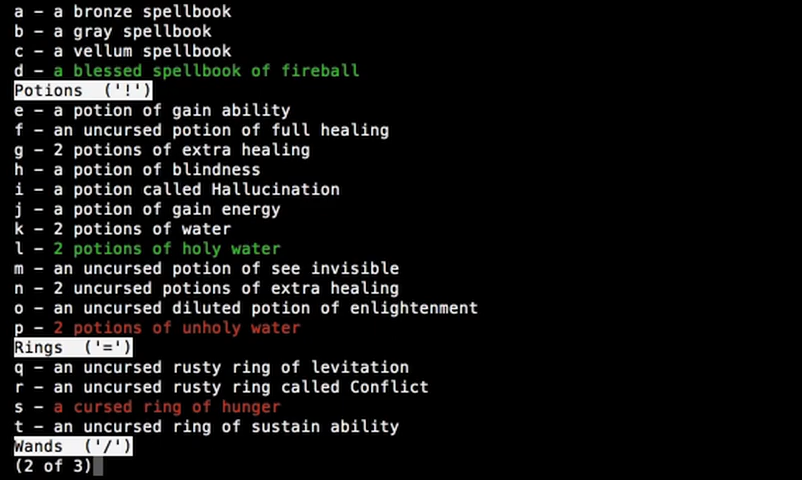 a - a bronze spellbook
b - a gray spellbook
c - a vellum spellbook
d - a blessed spellbook of fireball
Potions  ('!')
e - a potion of gain ability
f - an uncursed potion of full healing
g - 2 potions of extra healing
h - a potion of blindness
i - a potion called Hallucination
j - a potion of gain energy
k - 2 potions of water
l - 2 potions of holy water
m - an uncursed potion of see invisible
n - 2 uncursed potions of extra healing
o - an uncursed diluted potion of enlightenment
p - 2 potions of unholy water
Rings  ('=')
q - an uncursed rusty ring of levitation
r - an uncursed rusty ring called Conflict
s - a cursed ring of hunger
t - an uncursed ring of sustain ability
Wands  ('/')
(2 of 3)